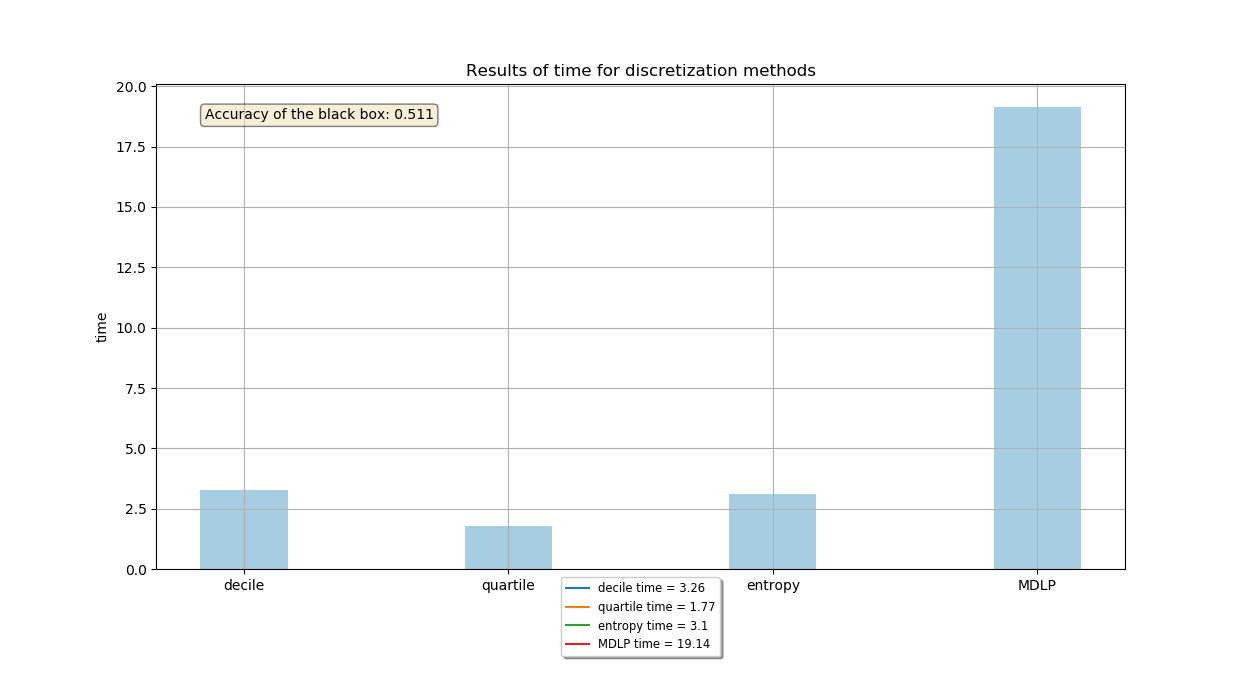 Results of time for discretization methods
Accuracy of the black box: 0.511
20.0
17.5
15.0
12.5
10.0
7.5
5.0
2.5
0.0
time
decile
quartile
entropy
MDLP
decile time = 3.26
quartile time = 1.77
entropy time = 3.1
MDLP time = 19.14